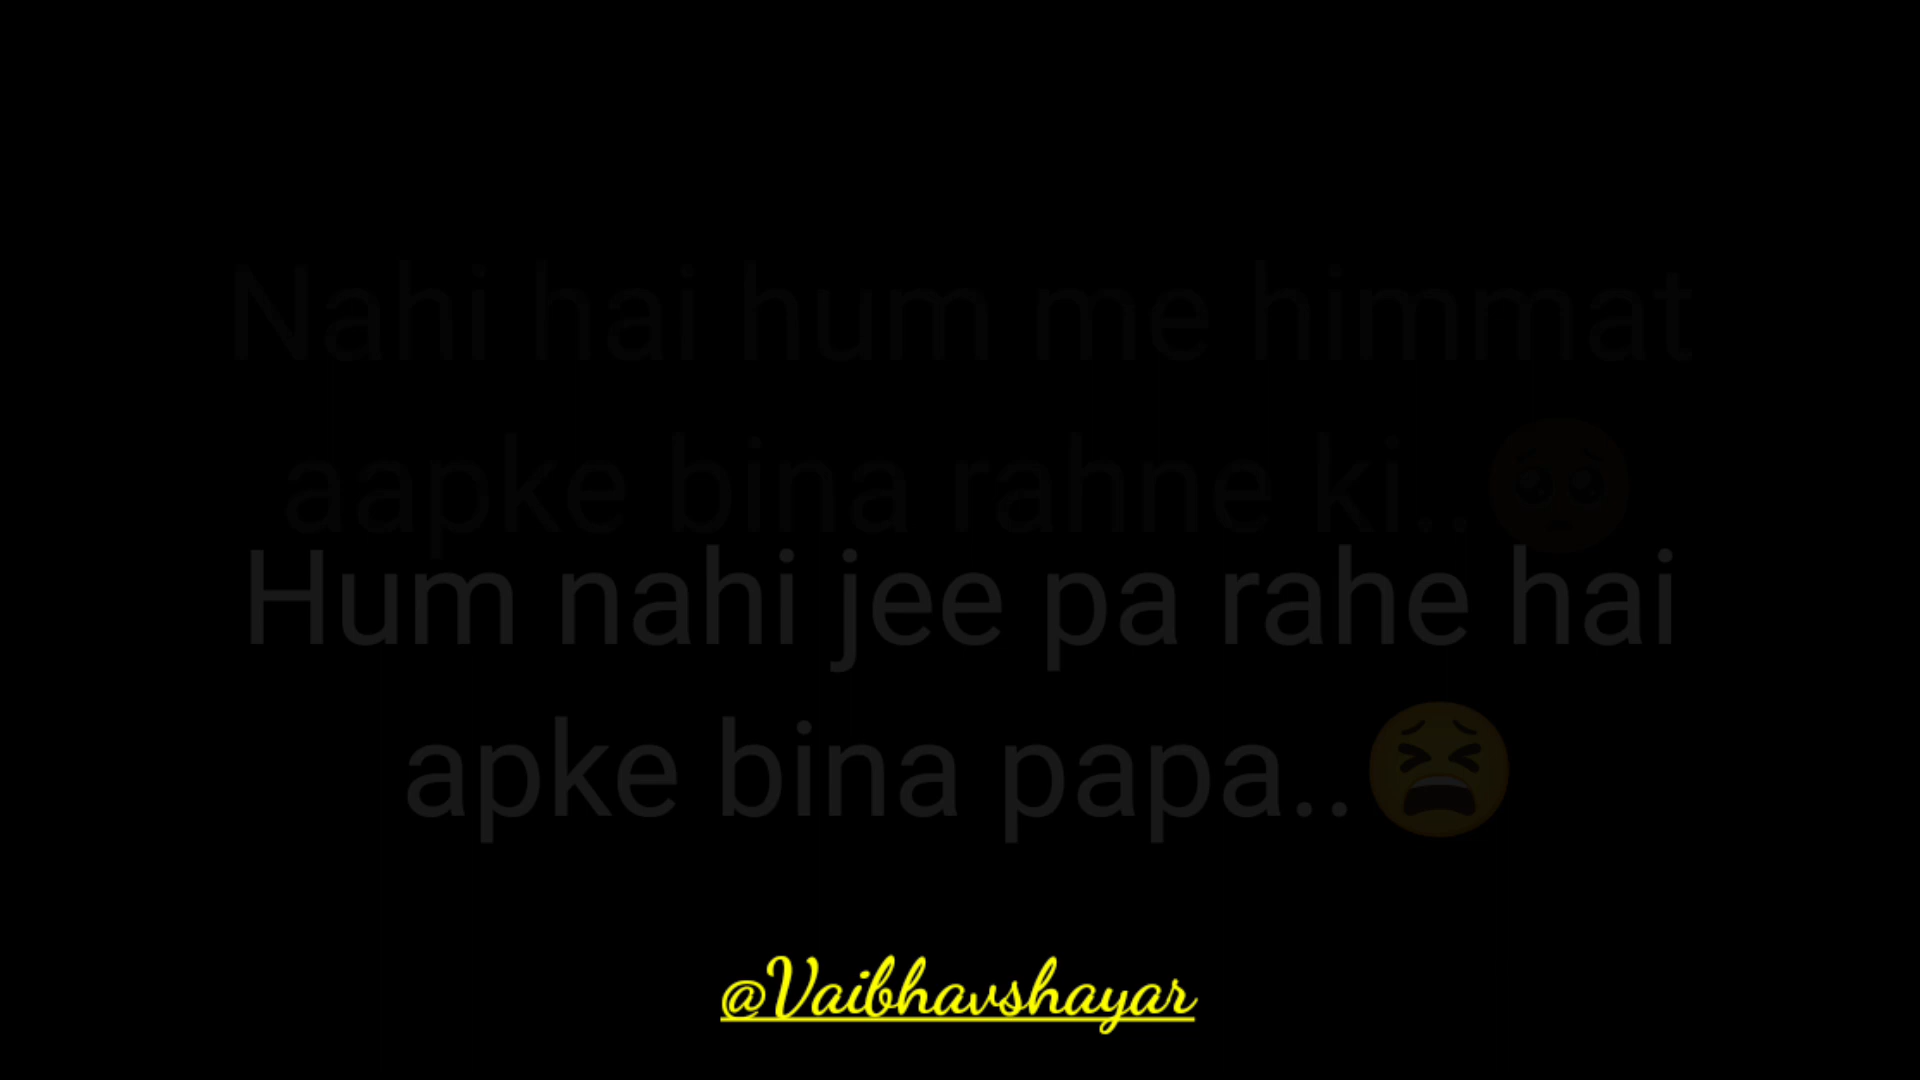 Nahi hai hum me himmat
aapke bina rahne ki..🥺
Hum nahi jee pa rahe hai
apke bina papa..😫
@Vaibhavshayar